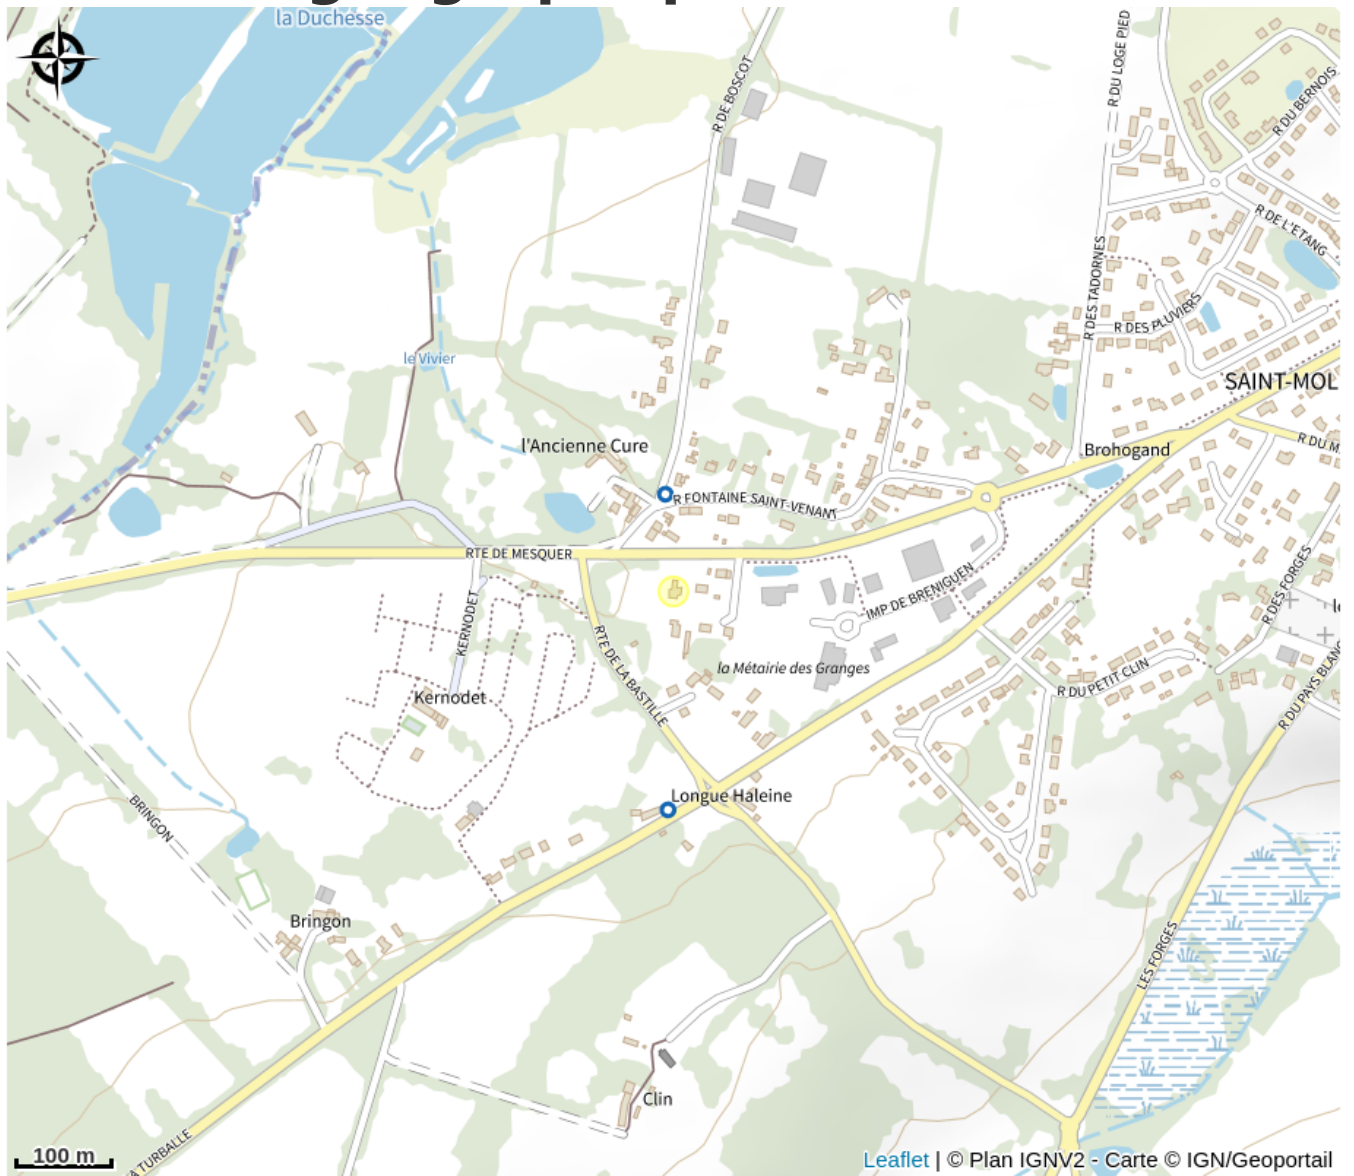 la Duchesse
R DE BOSCOT
R DU LOGE PIED
R DU BERNOIS
R DE L'ETANG
R DES TADORNES
R DES PLUVIERS
le Vivier
SAINT-MOL
l'Ancienne Cure
Brohogand
R DU M
R FONTAINE SAINT-VENANT
RTE DE MESQUER
IMP DE BRENIGUEN
R DES FORGES
KERNODET
RTE DE LA BASTILLE
la Métairie des Granges
R DU PETIT CLIN
R DU PAYS BLANC
Kernodet
Longue Haleine
BRINGON
Bringon
LES FORGES
Clin
A TURBALLE
100 m
Leaflet | © Plan IGNV2 - Carte © IGN/Geoportail